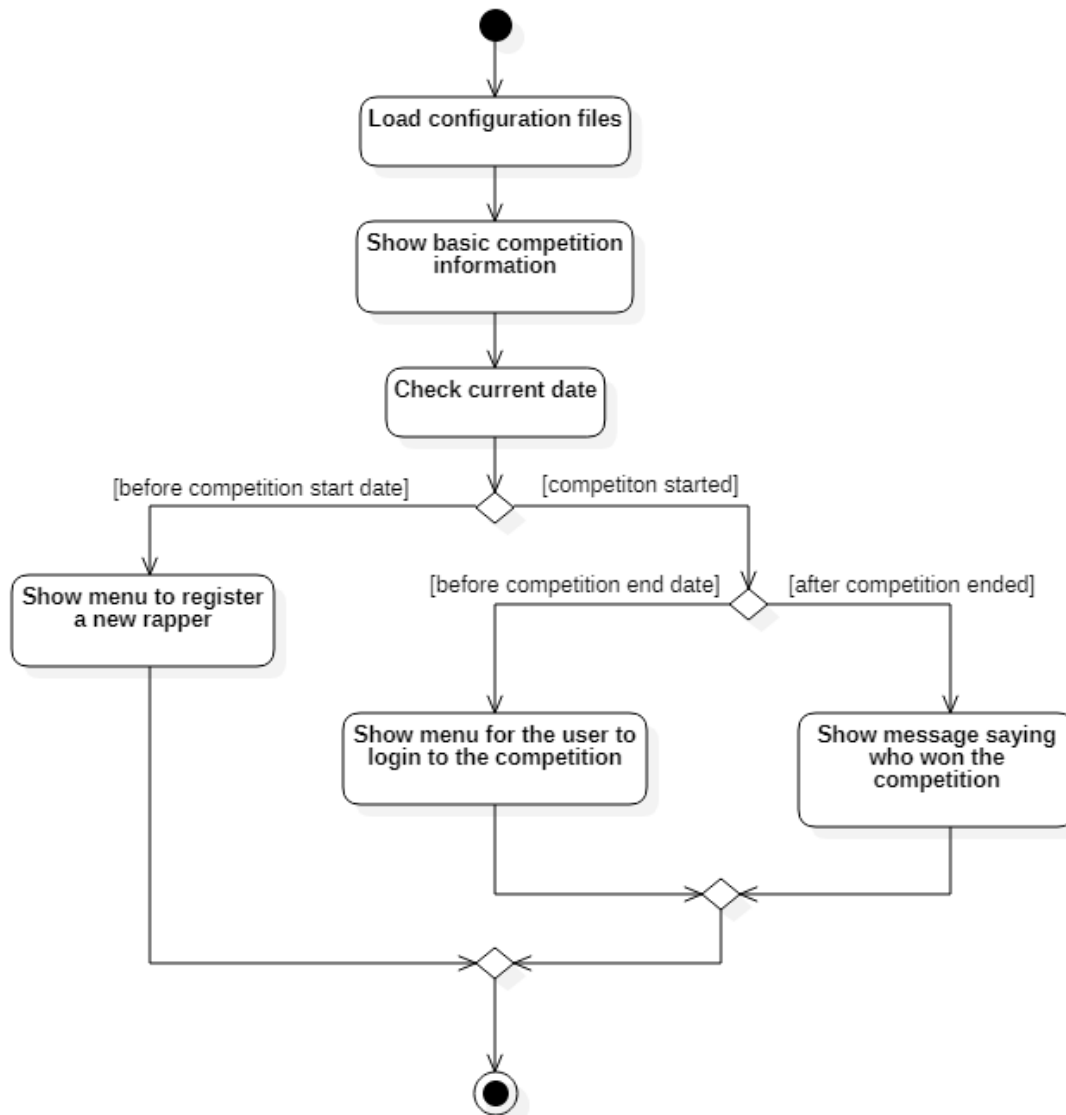 Load configuration files
Show basic competition
information
Check current date
[before competition start date]
[competiton started]
Show menu to register
a new rapper
[before competition end date]
[after competition ended]
Show menu for the user to
login to the competition
Show message saying
who won the
competition